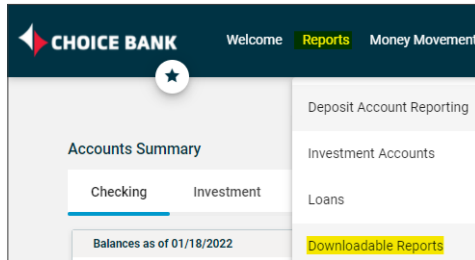 CHOICE BANK Welcome Reports Money Movement
Deposit Account Reporting
Accounts Summary
Investment Accounts
Checking Investment
Loans
Balances as of 01/18/2022
Downloadable Reports